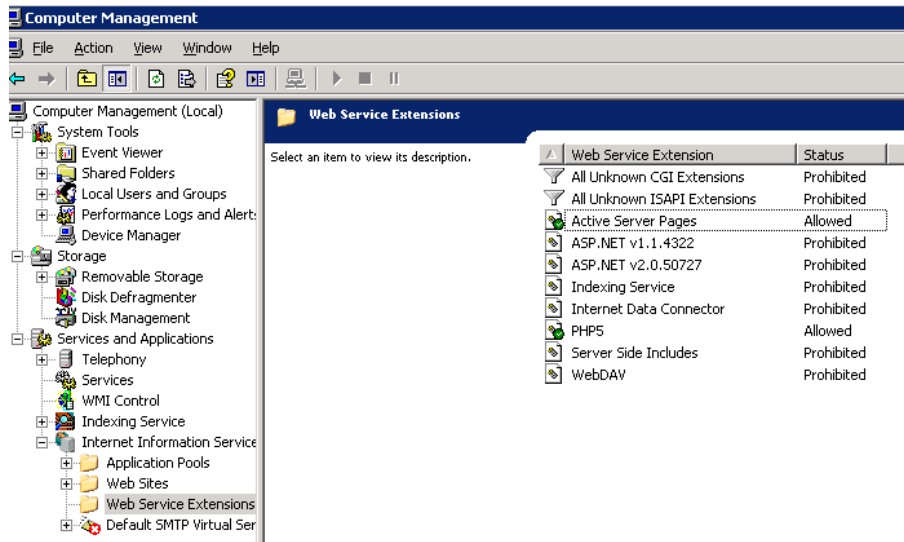 Computer Management
File Action View Window Help
Computer Management (Local)
System Tools
Event Viewer
Shared Folders
Local Users and Groups
Performance Logs and Alert:
Device Manager
Storage
Removable Storage
Disk Defragmenter
Disk Management
Services and Applications
Telephony
Services
WMI Control
Indexing Service
Internet Information Service
Application Pools
Web Sites
Web Service Extensions
Default SMTP Virtual Ser
Web Service Extensions
Select an item to view its description.
Web Service Extension Status
All Unknown CGI Extensions Prohibited
All Unknown ISAPI Extensions Prohibited
Active Server Pages Allowed
ASP.NET v1.1.4322 Prohibited
ASP.NET v2.0.50727 Prohibited
Indexing Service Prohibited
Internet Data Connector Prohibited
PHP5 Allowed
Server Side Includes Prohibited
WebDAV Prohibited